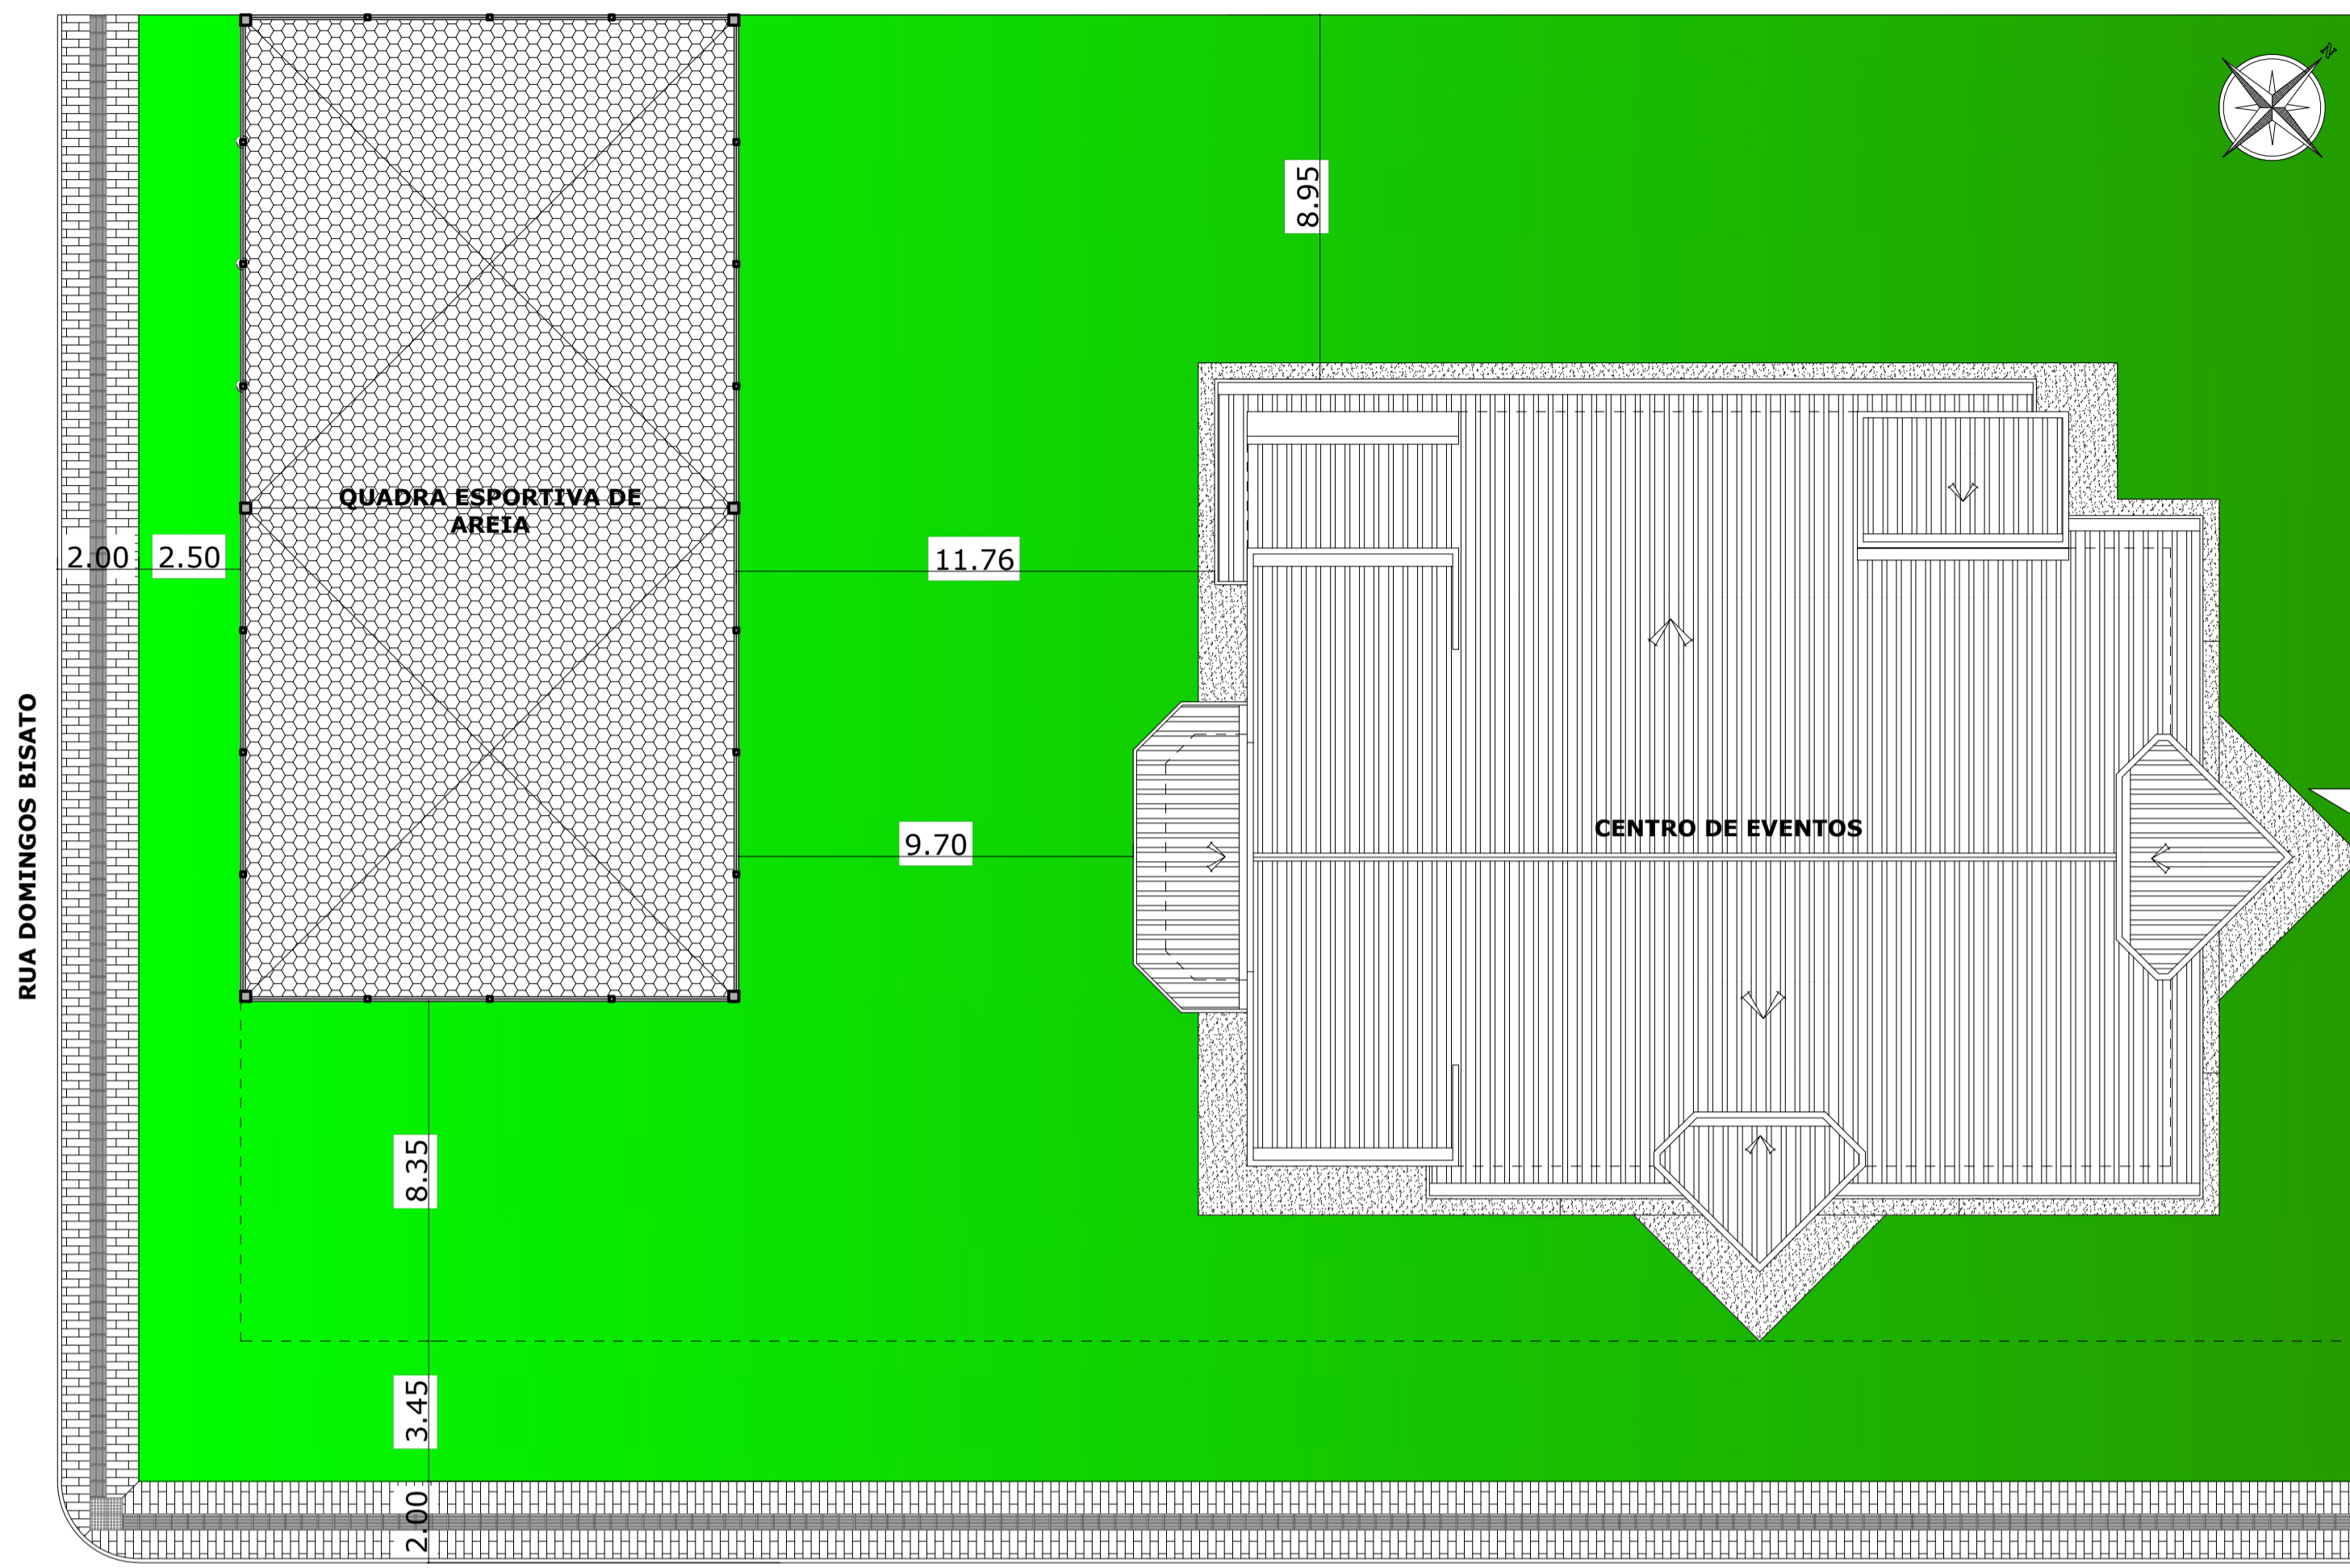 N
8.95
QUADRA ESPORTIVA DE
AREIA
2.00
2.50
11.76
RUA DOMINGOS BISATO
CENTRO DE EVENTOS
9.70
8.35
3.45
2.00